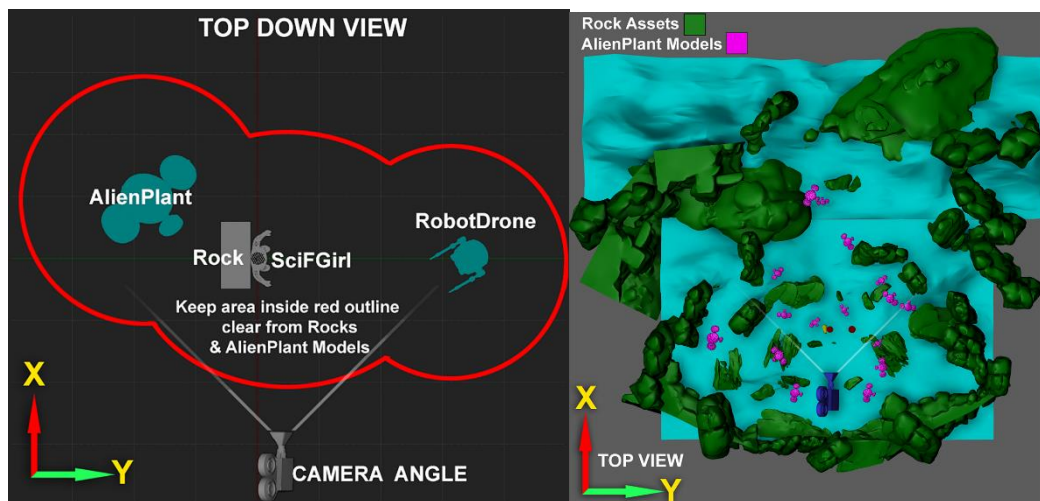 TOP DOWN VIEW
AlienPlant
RobotDrone
Rock
SciFGirl
Keep area inside red outline
clear from Rocks
& AlienPlant Models
X
Y
CAMERA ANGLE
Rock Assets
AlienPlant Models
X
TOP VIEW
Y